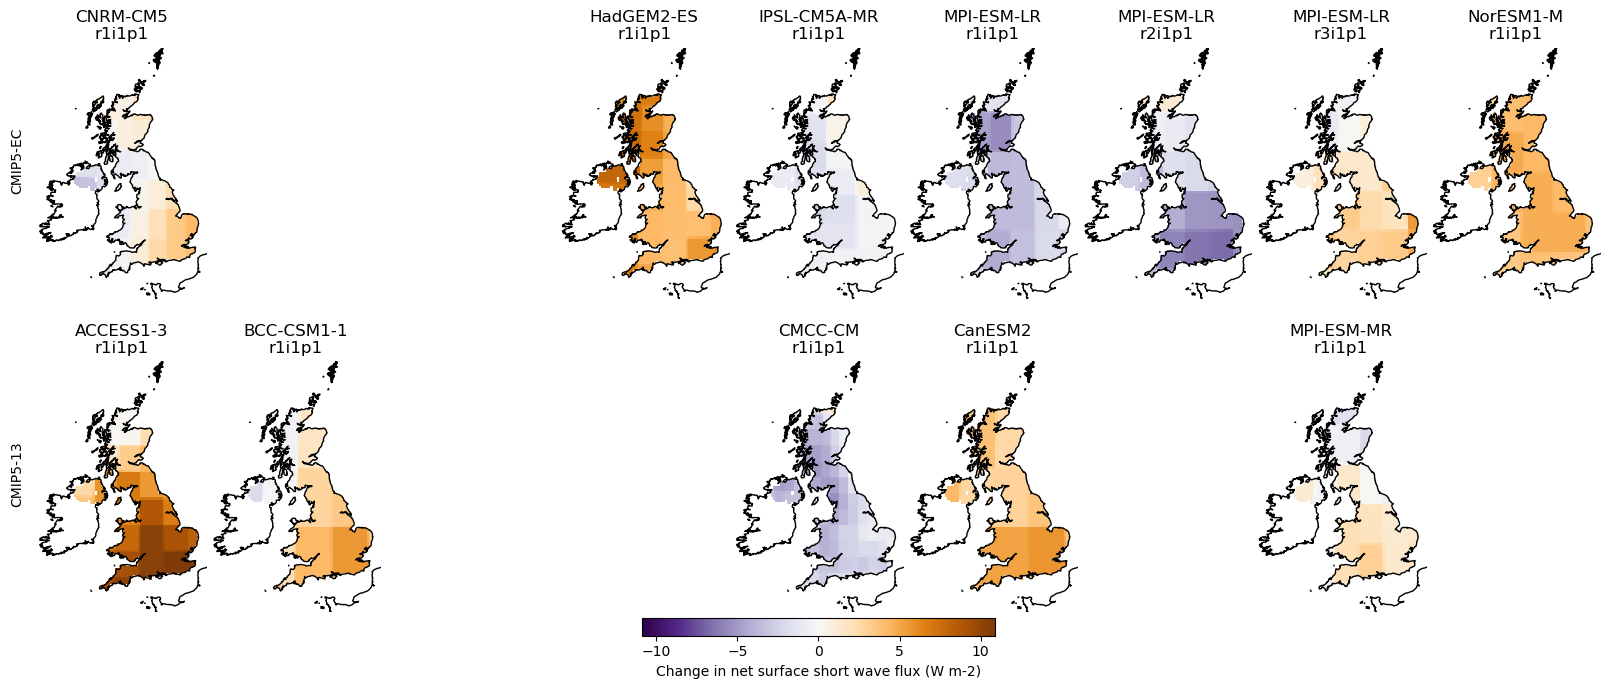 CNRM-CM5
r1i1p1
HadGEM2-ES
r1i1p1
IPSL-CM5A-MR
r1i1p1
MPI-ESM-LR
r1i1p1
MPI-ESM-LR
r2i1p1
MPI-ESM-LR
r3i1p1
NorESM1-M
r1i1p1
CMIP5-EC
ACCESS1-3
r1i1p1
BCC-CSM1-1
r1i1p1
CMCC-CM
r1i1p1
CanESM2
r1i1p1
MPI-ESM-MR
r1i1p1
CMIP5-13
−10 −5 0 5 10
Change in net surface short wave flux (W m-2)